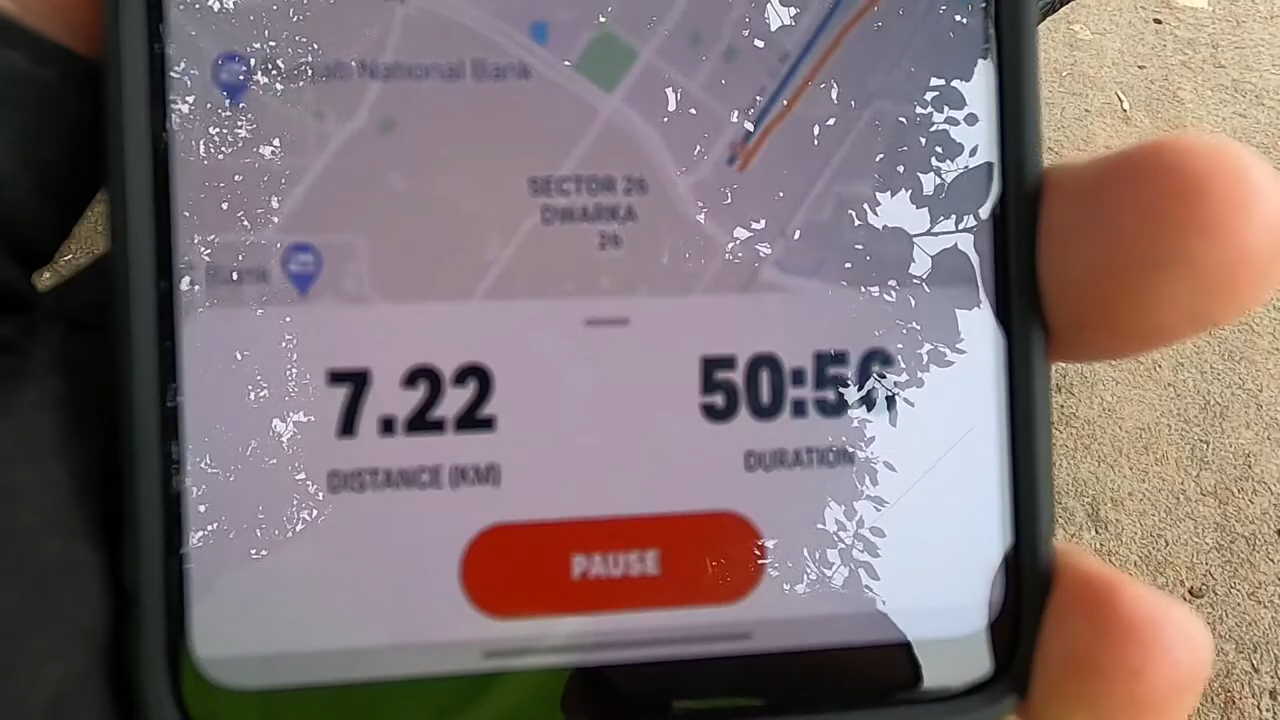 National Bank
SECTOR 26
DWARKA
26
Bank
7.22
50:56
DISTANCE (KM)
DURATION
PAUSE